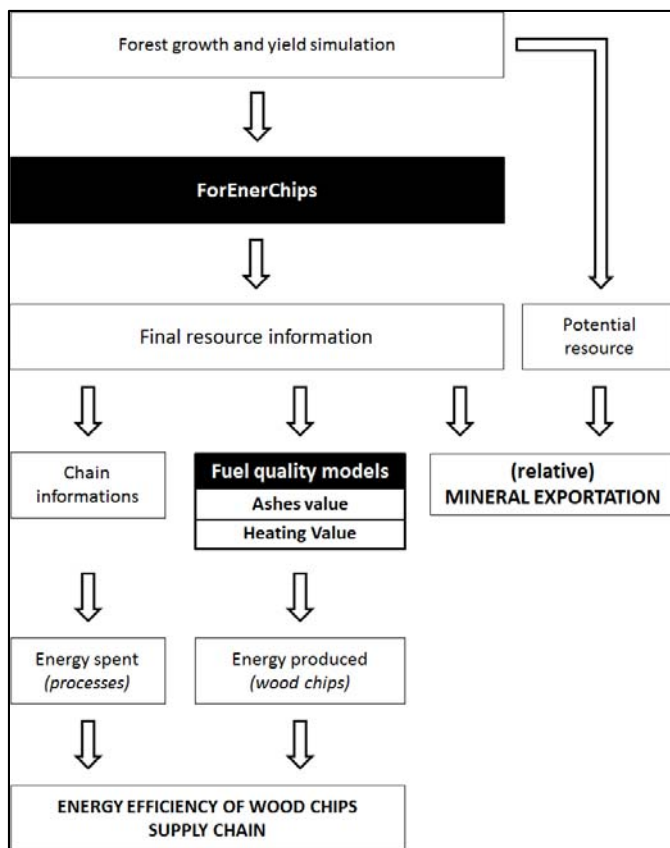 Forest growth and yield simulation
ForEnerChips
Final resource information
Potential
resource
Chain
informations
Fuel quality models
Ashes value
Heating Value
(relative)
MINERAL EXPORTATION
Energy spent
(processes)
Energy produced
(wood chips)
ENERGY EFFICIENCY OF WOOD CHIPS
SUPPLY CHAIN